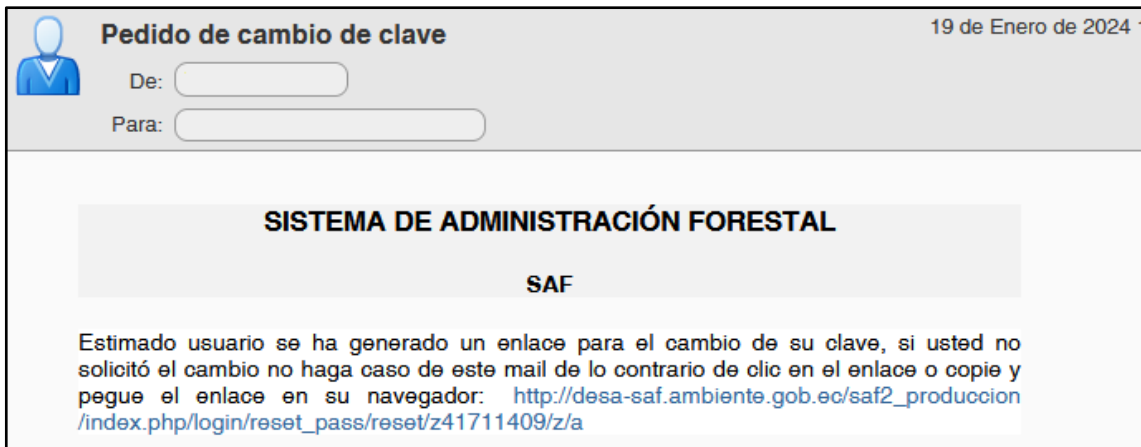 Pedido de cambio de clave
19 de Enero de 2024
De:
Para:
SISTEMA DE ADMINISTRACIÓN FORESTAL
SAF
Estimado usuario se ha generado un enlace para el cambio de su clave, si usted no
solicitó el cambio no haga caso de este mail de lo contrario de clic en el enlace o copie y
pegue el enlace en su navegador: http://desa-saf.ambiente.gob.ec/saf2_produccion
/index.php/login/reset_pass/reset/z41711409/z/a